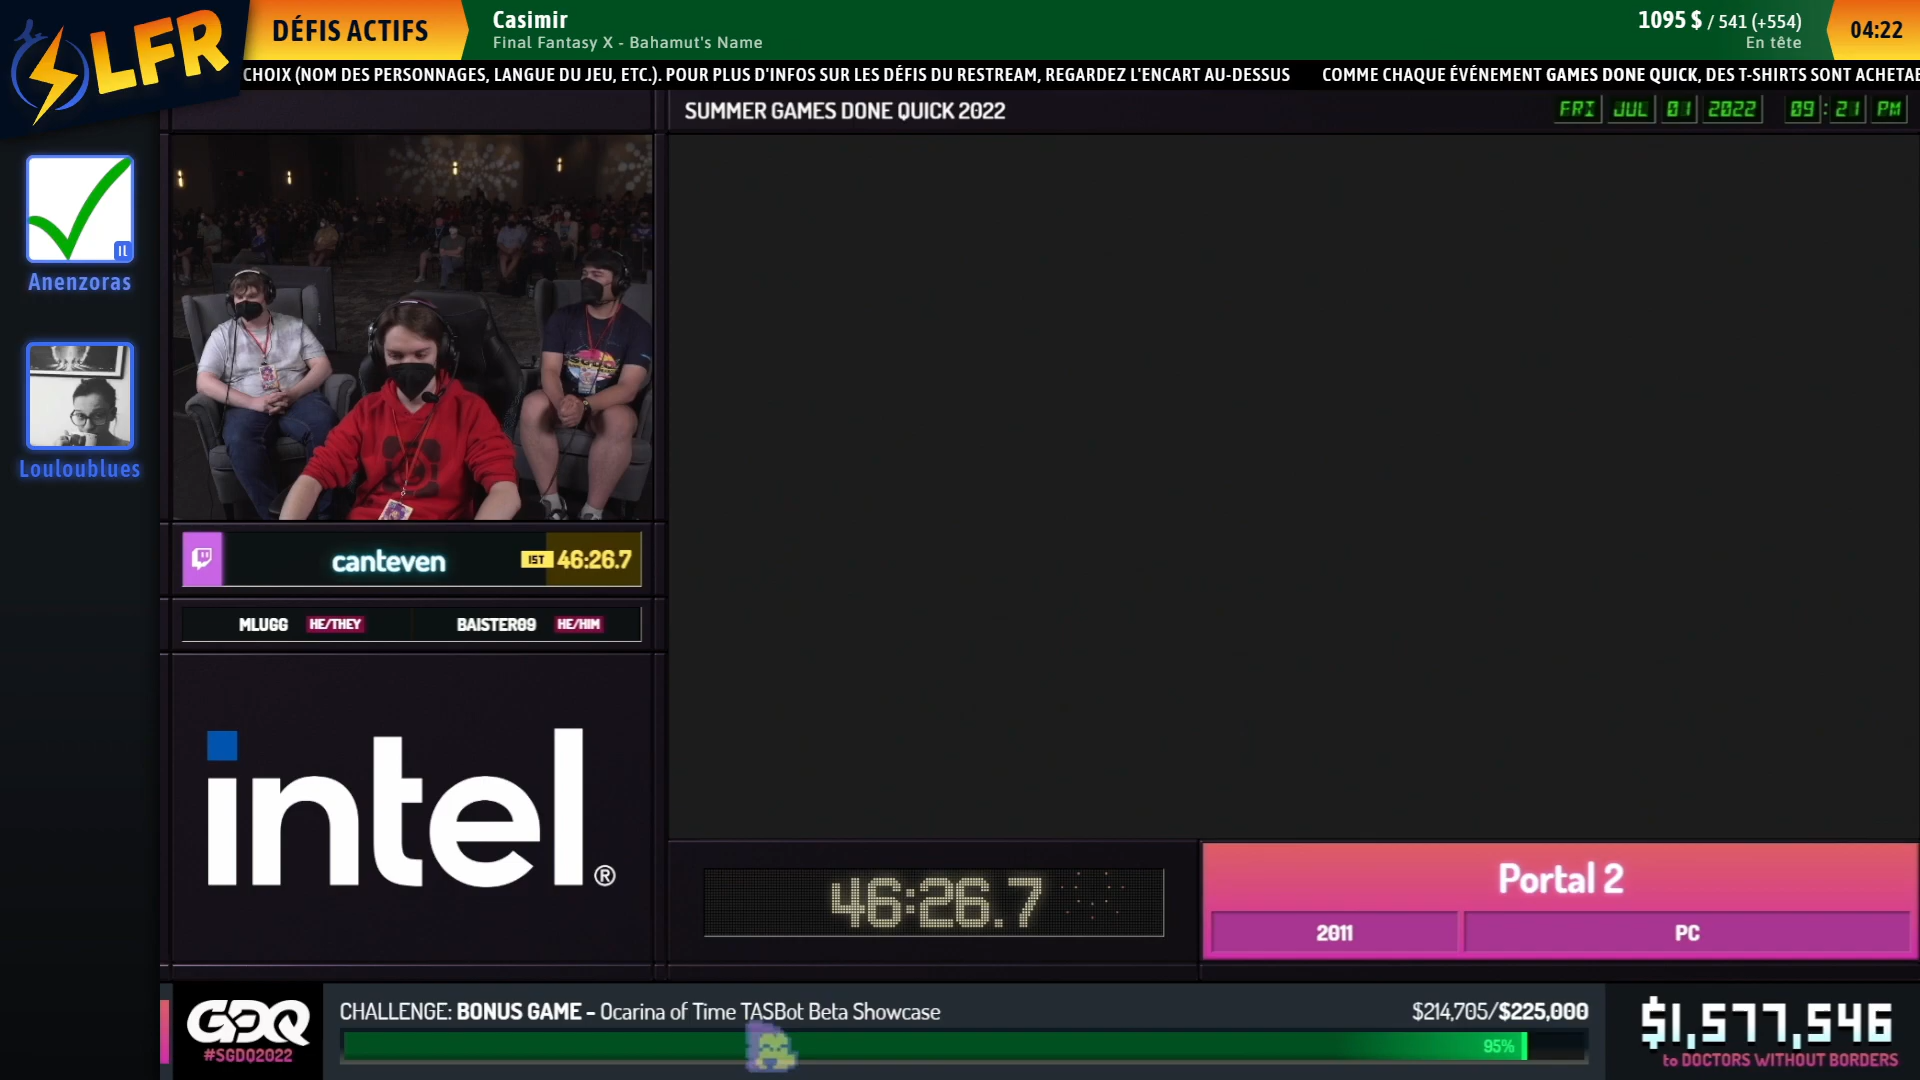 LFR
DÉFIS ACTIFS
Casimir
Final Fantasy X - Bahamut's Name
1095 $ / 541 (+554)
En tête
04:22
CHOIX (NOM DES PERSONNAGES, LANGUE DU JEU, ETC.). POUR PLUS D'INFOS SUR LES DÉFIS DU RESTREAM, REGARDEZ L'ENCART AU-DESSUS
COMME CHAQUE ÉVÉNEMENT GAMES DONE QUICK, DES T-SHIRTS SONT ACHETAB
SUMMER GAMES DONE QUICK 2022
FRI JUL 01 2022 09:21 PM
Il
Anenzoras
Louloublues
canteven
1ST 46:26.7
MLUGG HE/THEY
BAISTER09 HE/HIM
intel®
46:26.7
Portal 2
2011
PC
GDQ
#SGDQ2022
CHALLENGE: BONUS GAME – Ocarina of Time TASBot Beta Showcase
$214,705/$225,000
95%
$1,577,546
to DOCTORS WITHOUT BORDERS